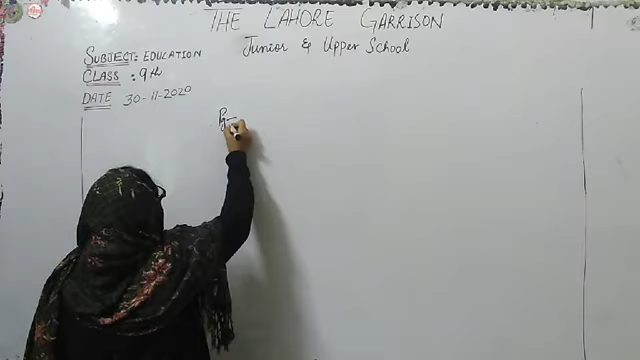 THE LAHORE GARRISON
Junior & Upper School
SUBJECT: EDUCATION
CLASS : 9th
DATE 30-11-2020